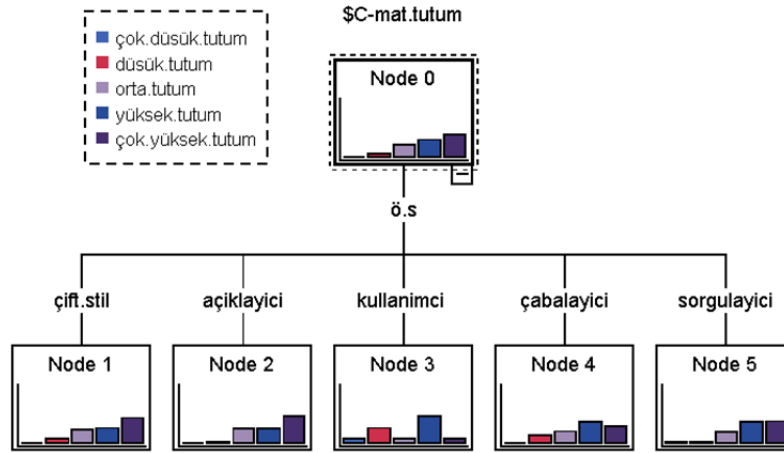 $C-mat.tutum
çok.düsük.tutum
düsük.tutum
orta.tutum
yüksek.tutum
çok.yüksek.tutum
Node 0
ö.s
çift.stil
açiklayici
kullanimci
çabalayici
sorgulayici
Node 1
Node 2
Node 3
Node 4
Node 5